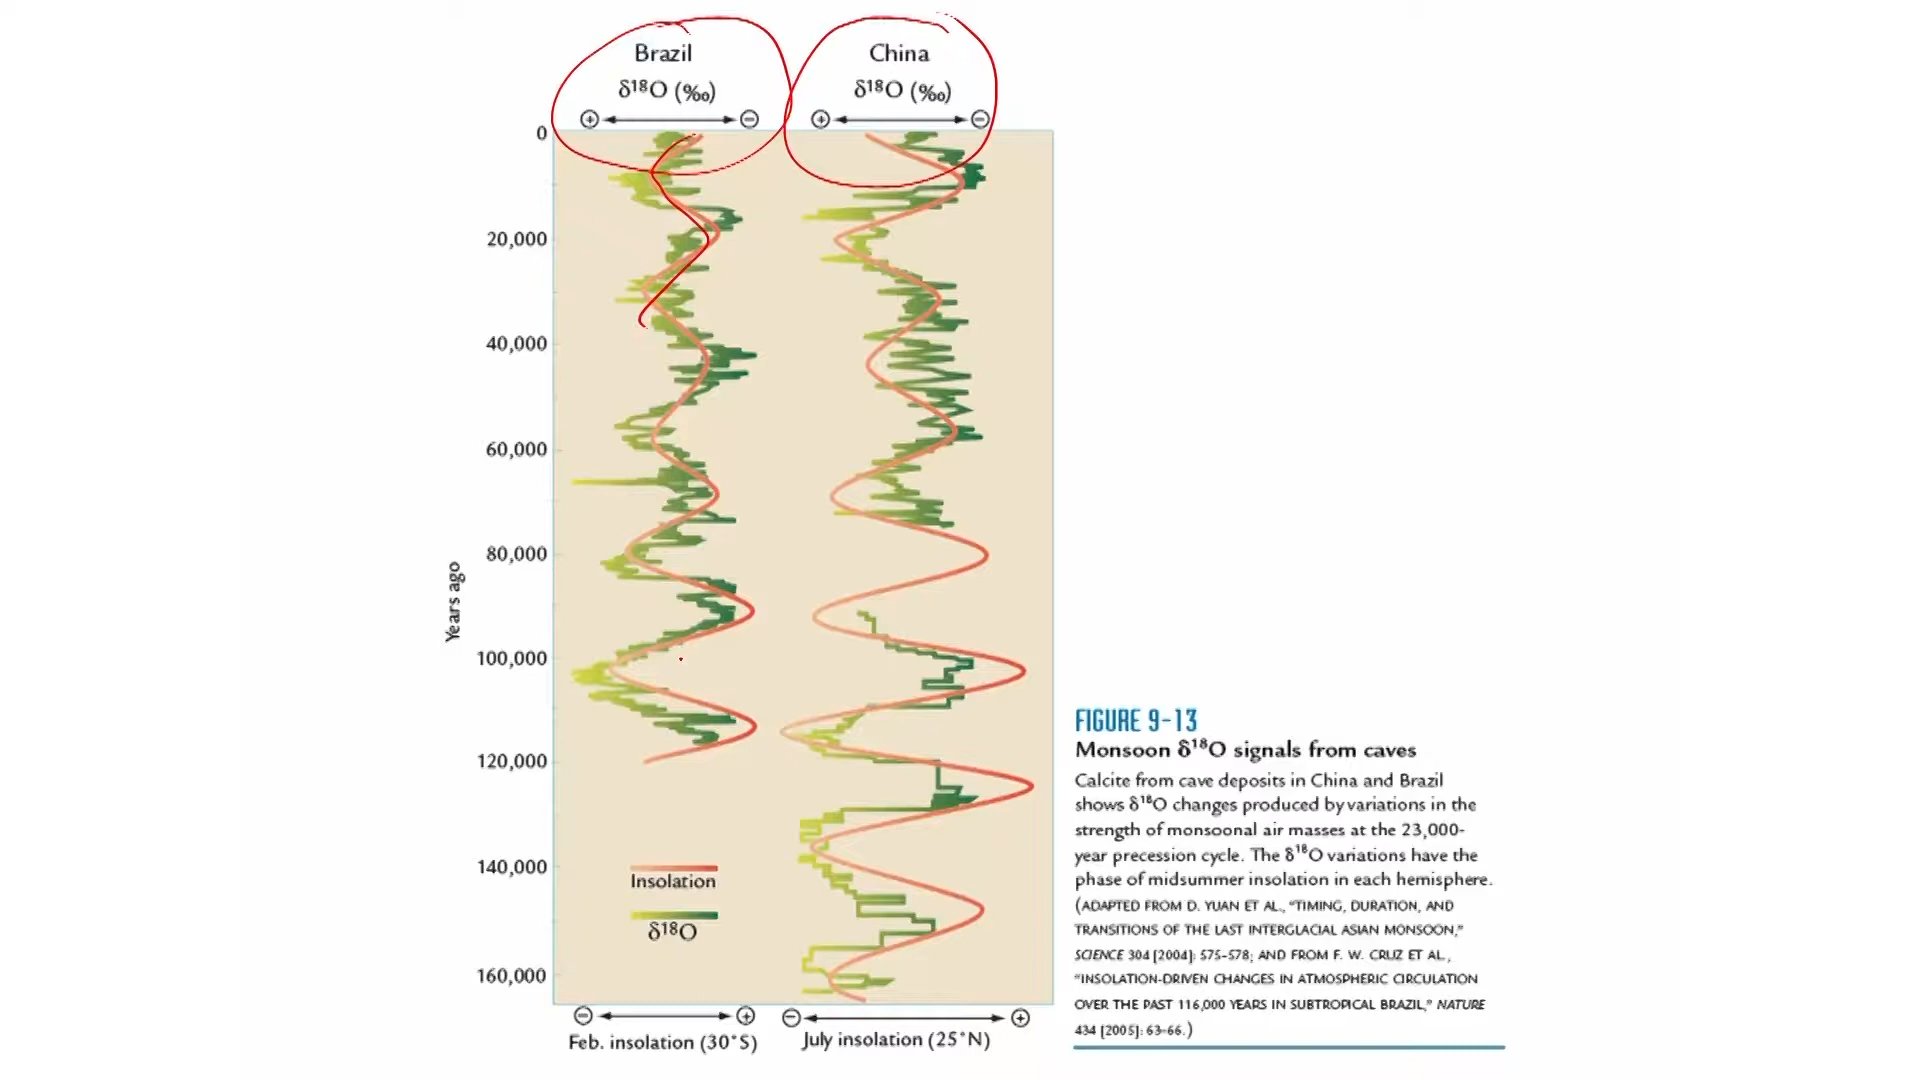 Brazil
δ¹⁸O (‰)
⊕ ⊖
China
δ¹⁸O (‰)
⊕ ⊖
0
20,000
40,000
60,000
80,000
100,000
120,000
140,000
160,000
Years ago
Insolation
δ¹⁸O
⊖ ⊕
Feb. insolation (30°S)
⊖ ⊕
July insolation (25°N)
FIGURE 9-13
Monsoon δ¹⁸O signals from caves
Calcite from cave deposits in China and Brazil
shows δ¹⁸O changes produced by variations in the
strength of monsoonal air masses at the 23,000-
year precession cycle. The δ¹⁸O variations have the
phase of midsummer insolation in each hemisphere.
(ADAPTED FROM D. YUAN ET AL., "TIMING, DURATION, AND
TRANSITIONS OF THE LAST INTERGLACIAL ASIAN MONSOON,"
SCIENCE 304 [2004]: 575-578; AND FROM F. W. CRUZ ET AL.,
"INSOLATION-DRIVEN CHANGES IN ATMOSPHERIC CIRCULATION
OVER THE PAST 116,000 YEARS IN SUBTROPICAL BRAZIL," NATURE
434 [2005]: 63-66.)